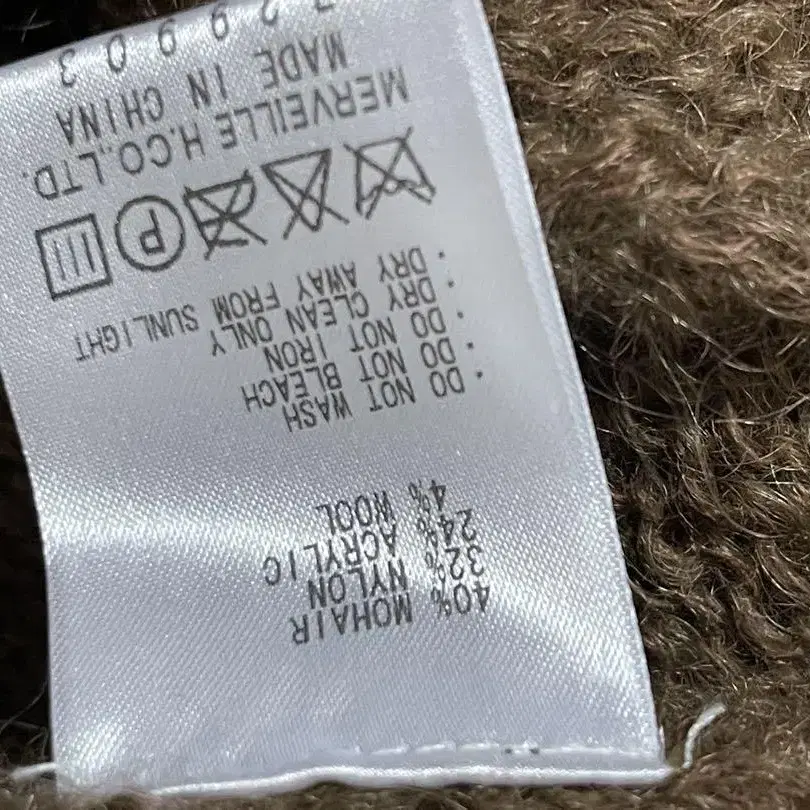 40% MOHAIR
32% NYLON
24% ACRYLIC
4% WOOL
· DO NOT WASH
· DO NOT BLEACH
· DO NOT IRON
· DRY CLEAN ONLY
· DRY AWAY FROM SUNLIGHT
P
MERVEILLE H.CO.LTD.
MADE IN CHINA